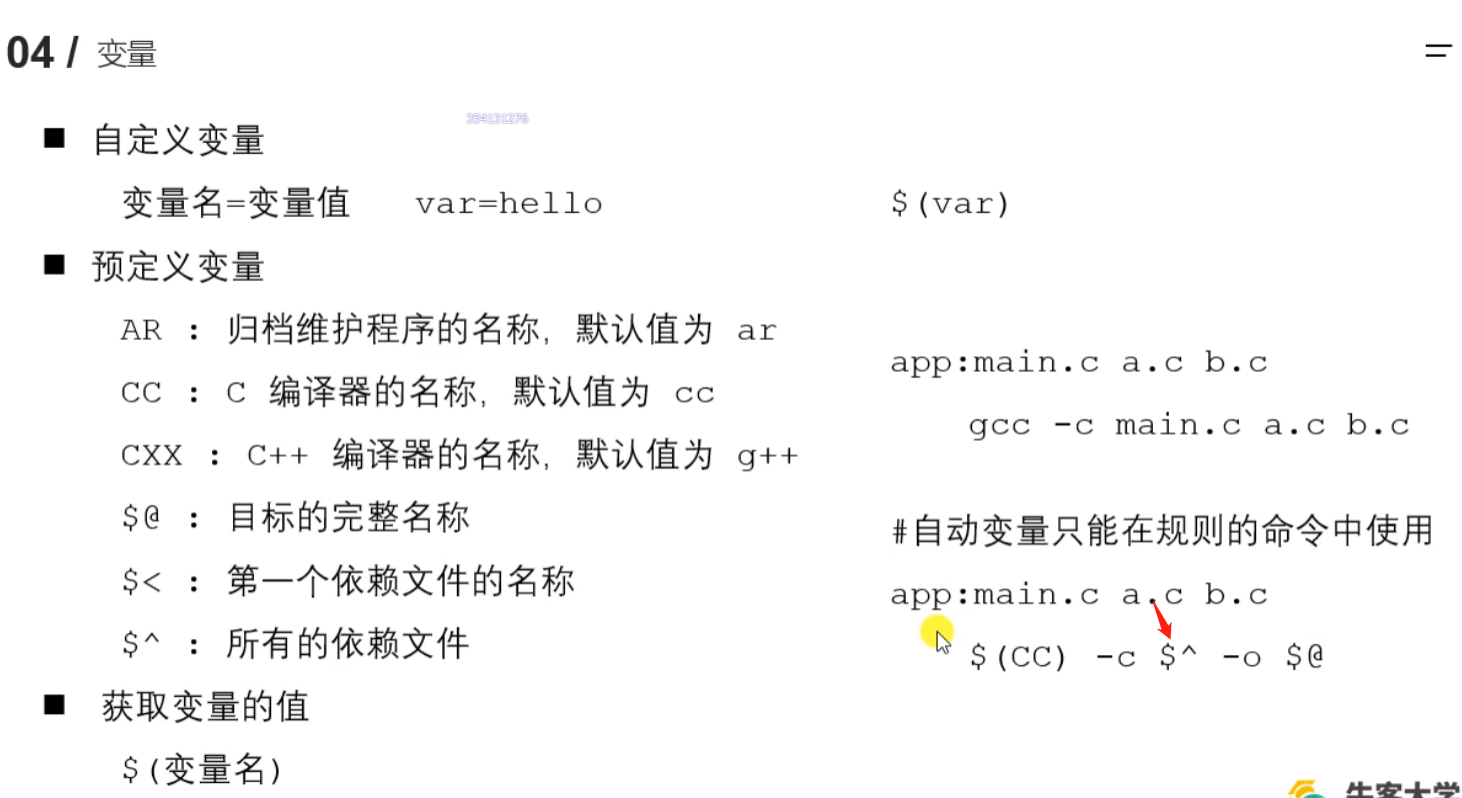 04 / 变量
354131276
■ 自定义变量
变量名=变量值 var=hello
■ 预定义变量
AR : 归档维护程序的名称, 默认值为 ar
CC : C 编译器的名称, 默认值为 cc
CXX : C++ 编译器的名称, 默认值为 g++
$@ : 目标的完整名称
$< : 第一个依赖文件的名称
$^ : 所有的依赖文件
■ 获取变量的值
$(变量名)
$(var)
app:main.c a.c b.c
gcc -c main.c a.c b.c
#自动变量只能在规则的命令中使用
app:main.c a.c b.c
$(CC) -c $^ -o $@
牛客大学